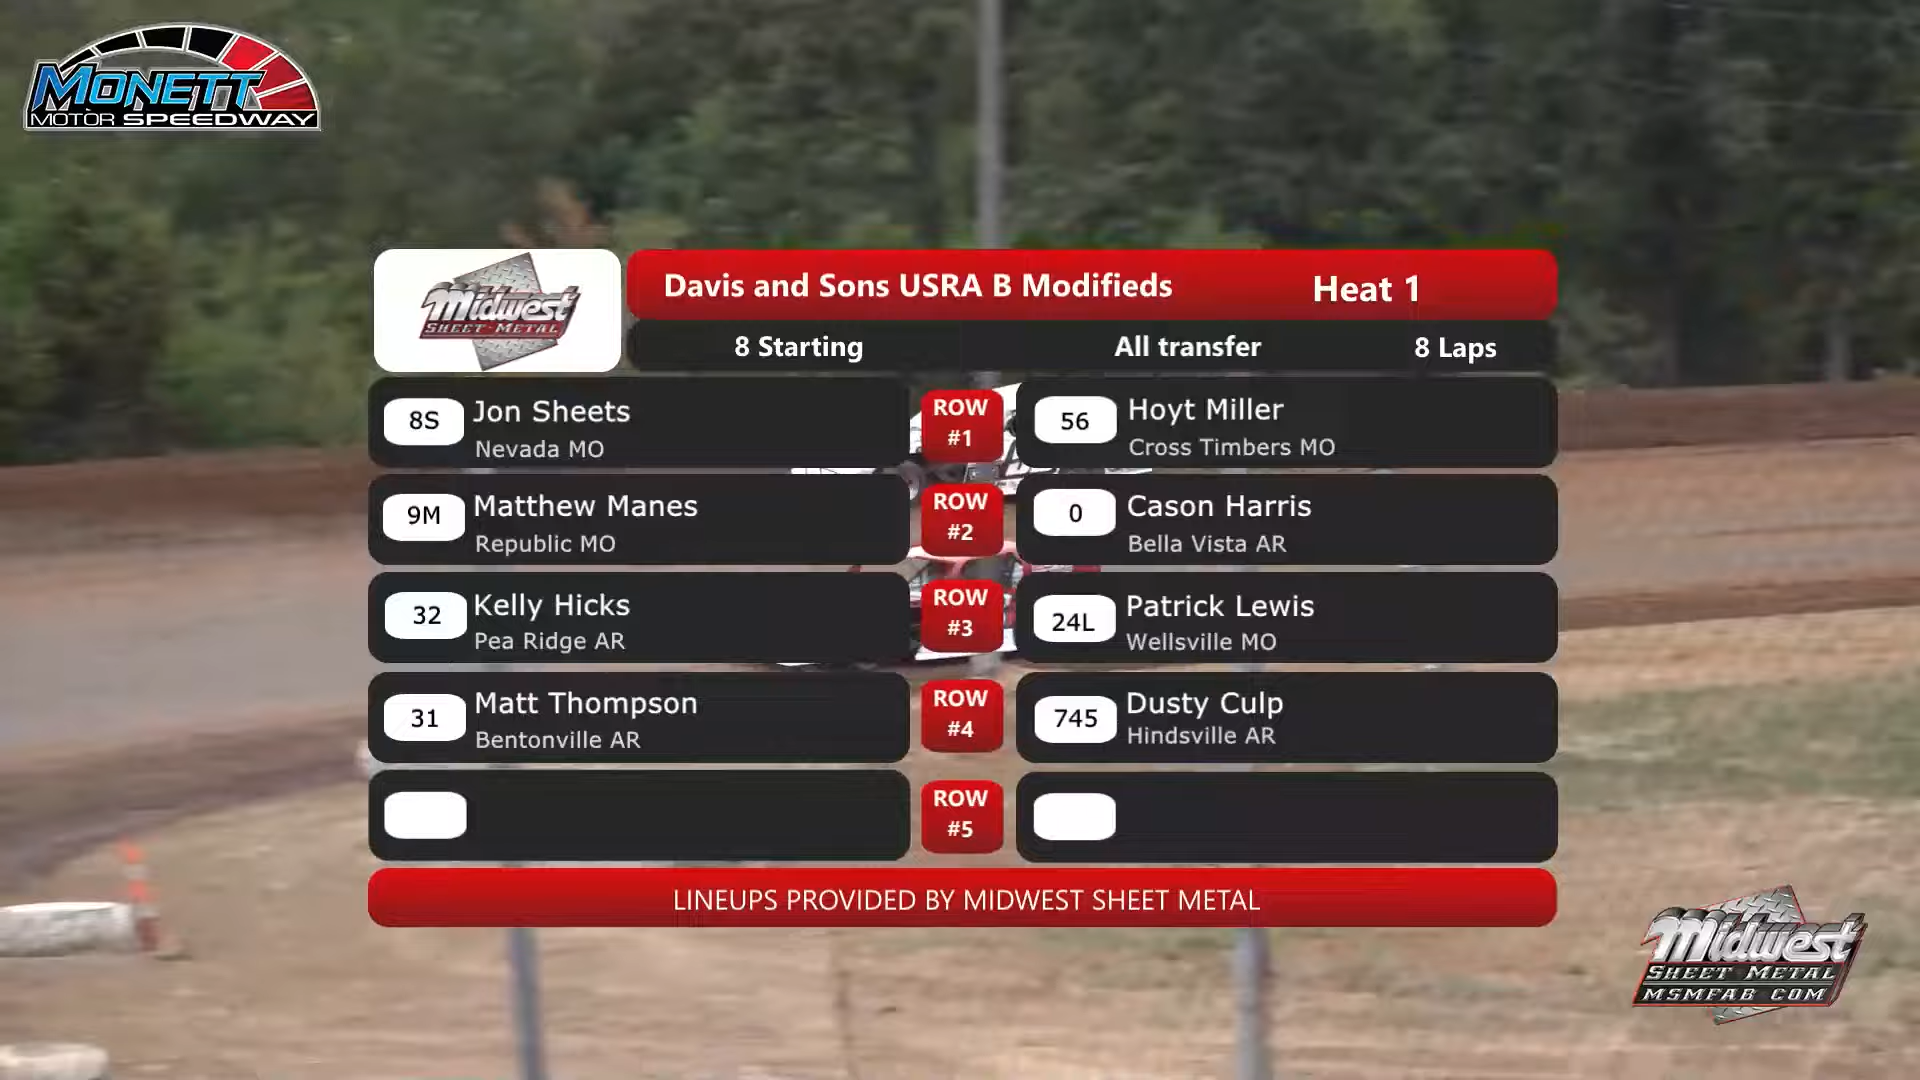 MONETT
MOTOR SPEEDWAY
Midwest
SHEET METAL
Davis and Sons USRA B Modifieds
Heat 1
8 Starting
All transfer
8 Laps
8S
Jon Sheets
Nevada MO
ROW
#1
56
Hoyt Miller
Cross Timbers MO
9M
Matthew Manes
Republic MO
ROW
#2
0
Cason Harris
Bella Vista AR
32
Kelly Hicks
Pea Ridge AR
ROW
#3
24L
Patrick Lewis
Wellsville MO
31
Matt Thompson
Bentonville AR
ROW
#4
745
Dusty Culp
Hindsville AR
ROW
#5
LINEUPS PROVIDED BY MIDWEST SHEET METAL
Midwest
SHEET METAL
MSMFAB COM